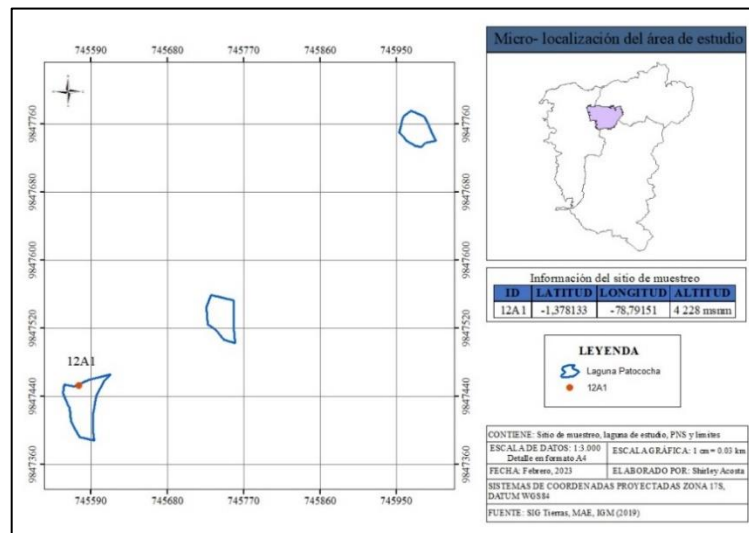 745590 745680 745770 745860 745950
9847760 9847760
9847680 9847680
9847600 9847600
9847520 9847520
12A1
9847440 9847440
9847360 9847360
745590 745680 745770 745860 745950
Micro- localización del área de estudio
Información del sitio de muestreo
ID LATITUD LONGITUD ALTITUD
12A1 -1,378133 -78,79151 4 228 msnm
LEYENDA
Laguna Patococha
12A1
CONTIENE: Sitio de muestreo, laguna de estudio, PNS y limites
ESCALA DE DATOS: 1:3.000
Detalle en formato A4
ESCALA GRÁFICA: 1 cm = 0.03 km
FECHA: Febrero, 2023
ELABORADO POR: Shirley Acosta
SISTEMAS DE COORDENADAS PROYECTADAS ZONA 17S,
DATUM WGS84
FUENTE: SIG Tierras, MAE, IGM (2019)